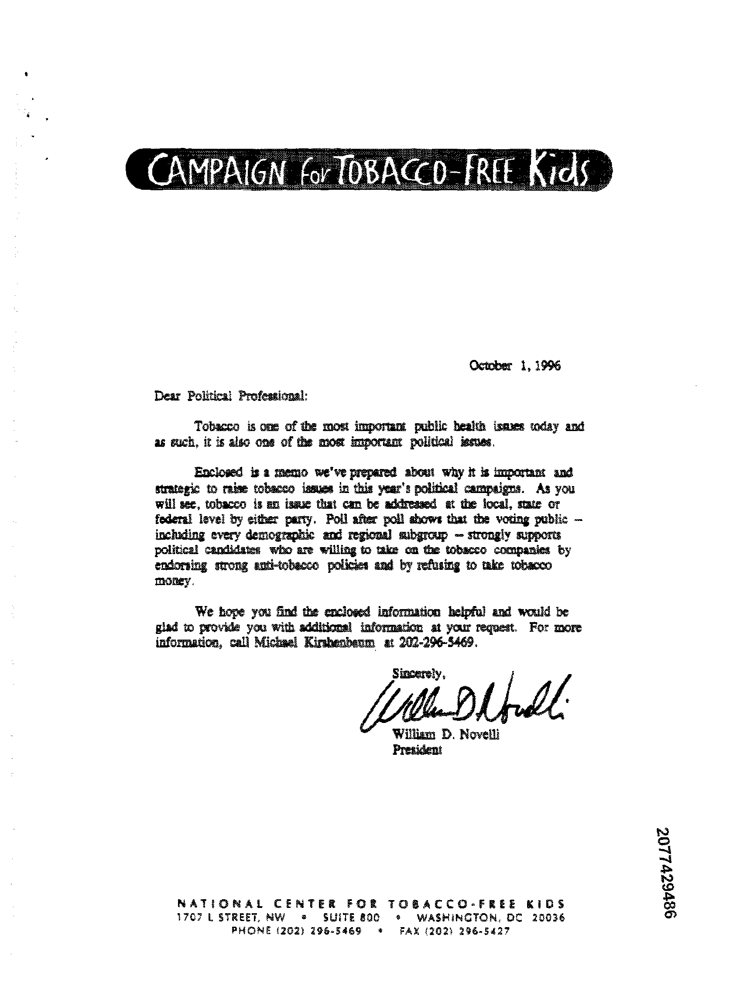 CAMPAIGN for TOBACCO-FREE Kids
October 1, 1996
Dear Political Professional:
Tobacco is one of the most important public health issues today and
as such, it is also one of the most important political issues.
Enclosed is a memo we've prepared about why it is important and
strategic to raise tobacco issues in this year's political campaigns. As you
will see, tobacco is an issue that can be addressed at the local, state or
federal level by either party. Poll after poll shows that the voting public --
including every demographic and regional subgroup -- strongly supports
political candidates who are willing to take on the tobacco companies by
endorsing strong anti-tobacco policies and by refusing to take tobacco
money.
We hope you find the enclosed information helpful and would be
glad to provide you with additional information at your request. For more
information, call Michael Kirshenbaum at 202-296-5469.
Sincerely,
William D Novelli
William D. Novelli
President
2077429486
NATIONAL CENTER FOR TOBACCO-FREE KIDS
1707 L STREET, NW • SUITE 800 • WASHINGTON, DC 20036
PHONE (202) 296-5469 • FAX (202) 296-5427